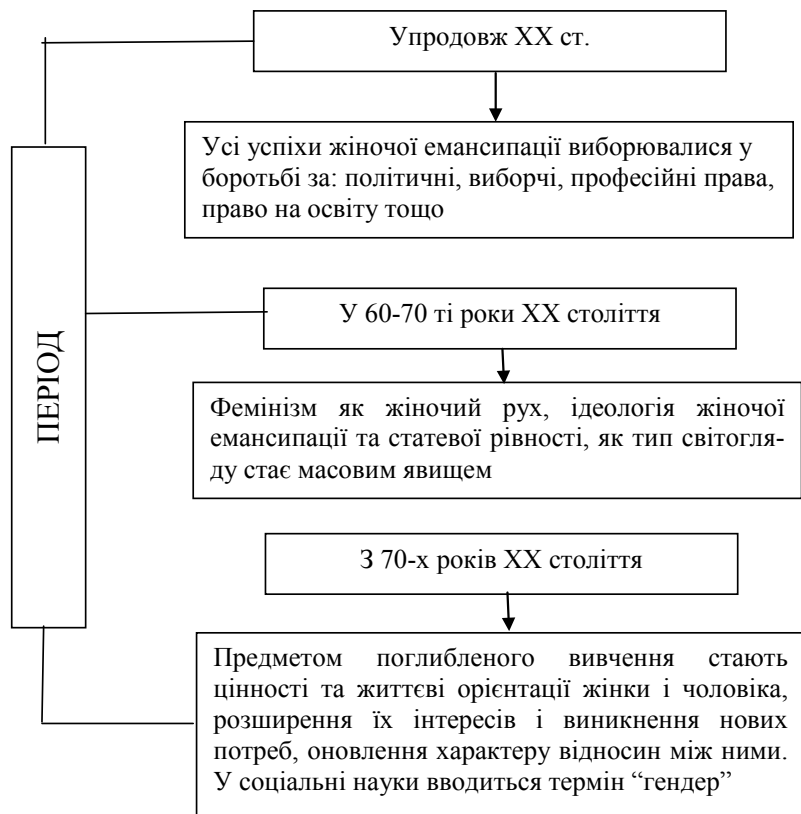 Упродовж ХХ ст.
Усі успіхи жіночої емансипації виборювалися у
боротьбі за: політичні, виборчі, професійні права,
право на освіту тощо
ПЕРІОД
У 60-70 ті роки ХХ століття
Фемінізм як жіночий рух, ідеологія жіночої
емансипації та статевої рівності, як тип світогля-
ду стає масовим явищем
З 70-х років ХХ століття
Предметом поглибленого вивчення стають
цінності та життєві орієнтації жінки і чоловіка,
розширення їх інтересів і виникнення нових
потреб, оновлення характеру відносин між ними.
У соціальні науки вводиться термін “гендер”